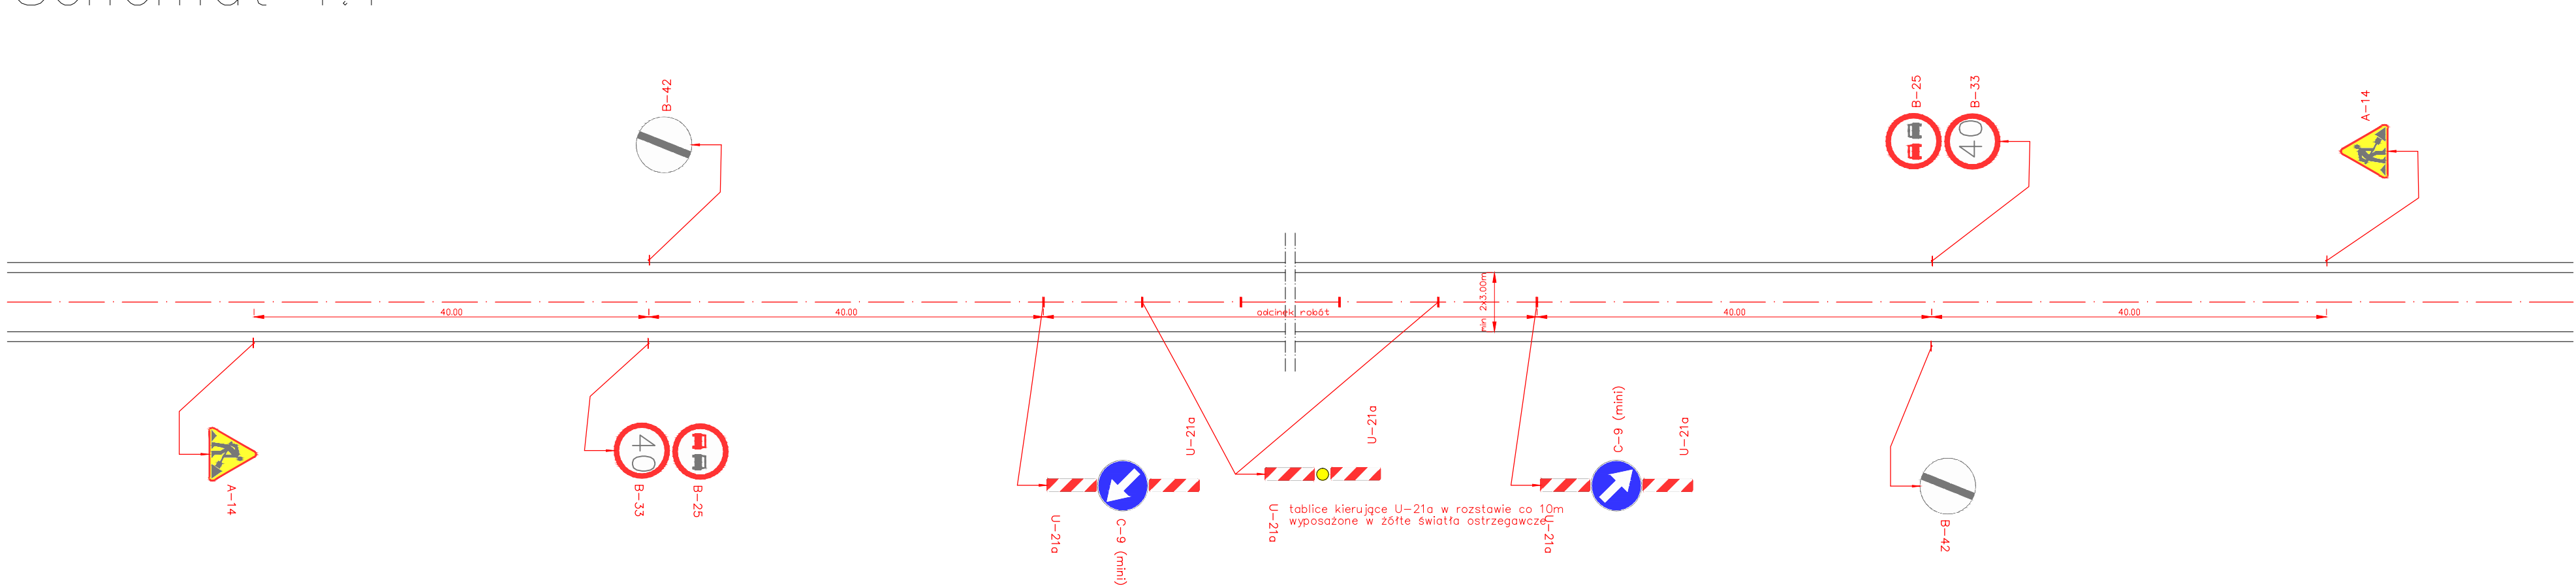 B-42
B-25
B-33
40
A-14
min. 2x3.00m
40.00
40.00
odcinek robót
40.00
40.00
A-14
40
B-33
B-25
U-21a
U-21a
C-9 (mini)
U-21a
U-21a
tablice kierujące U-21a w rozstawie co 10m
wyposażone w żółte światła ostrzegawcze
C-9 (mini)
U-21a
U-21a
B-42